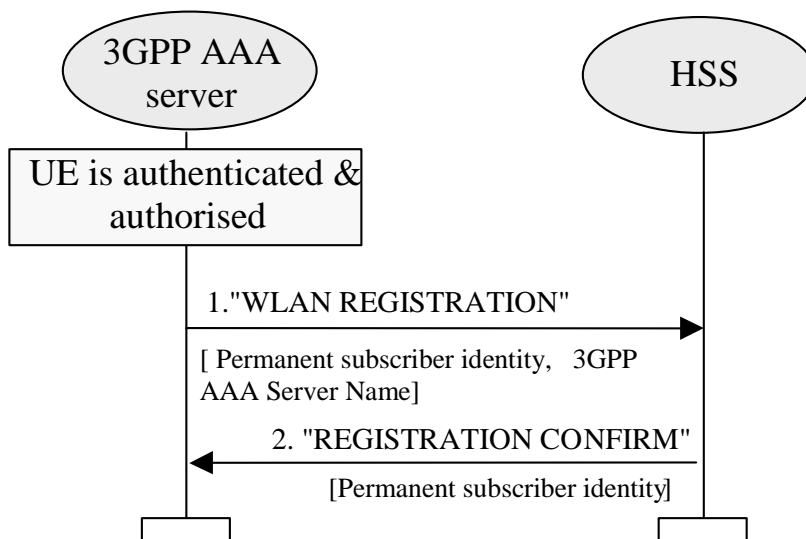 3GPP AAA
server
HSS
UE is authenticated &
authorised
1."WLAN REGISTRATION"
[ Permanent subscriber identity, 3GPP
AAA Server Name]
2. "REGISTRATION CONFIRM"
[Permanent subscriber identity]